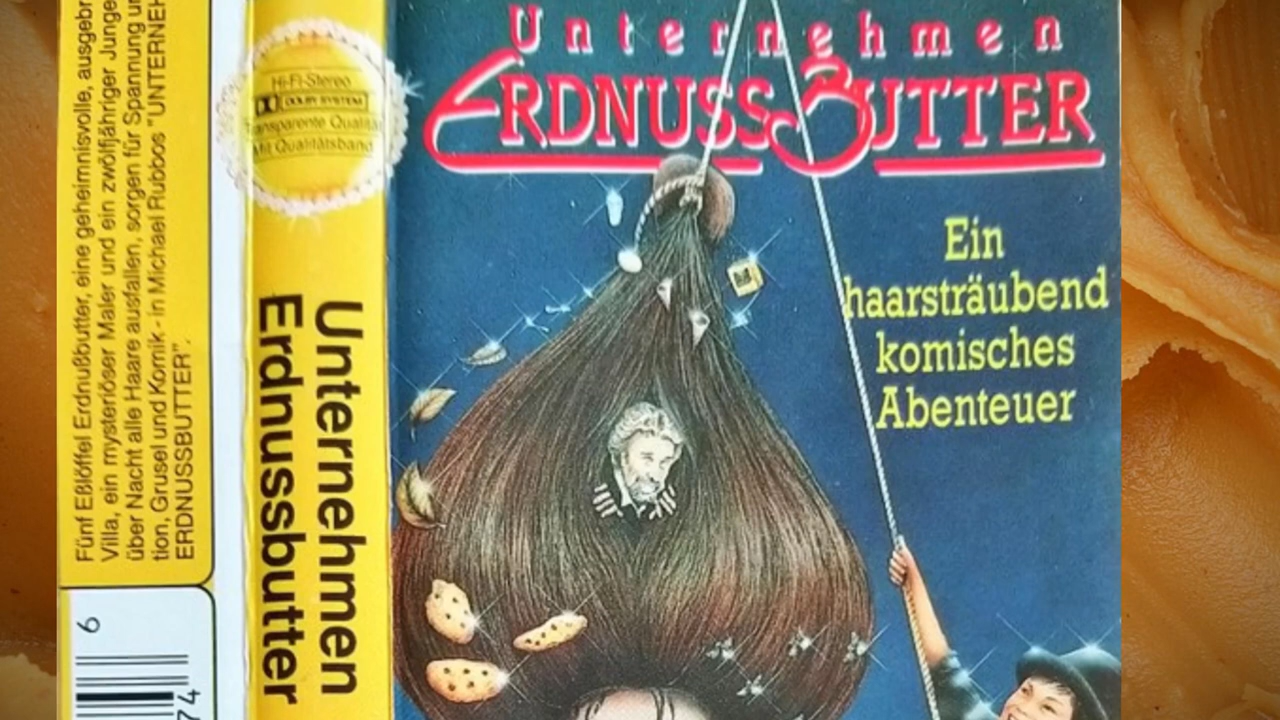 Fünf Eßlöffel Erdnußbutter, eine geheimnisvolle, ausgebr
Villa, ein mysteriöser Maler und ein zwölfjähriger Junge
über Nacht alle Haare ausfallen, sorgen für Spannung u
tion, Grusel und Komik - in Michael Rubbos "UNTERNEH
ERDNUSSBUTTER".
6
74
Hi-Fi-Stereo
DOLBY SYSTEM
Transparente Qualität
Mit Qualitätsband
Unternehmen
Erdnussbutter
Unternehmen
ERDNUSSBUTTER
Ein
haarsträubend
komisches
Abenteuer